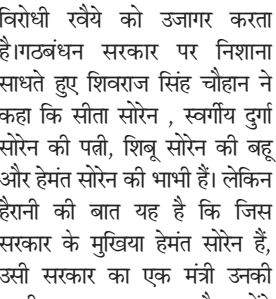 विरोधी रवैये को उजागर करता
है।गठबंधन सरकार पर निशाना
साधते हुए शिवराज सिंह चौहान ने
कहा कि सीता सोरेन , स्वर्गीय दुर्गा
सोरेन की पत्नी, शिबू सोरेन की बहू
और हेमंत सोरेन की भाभी हैं। लेकिन
हैरानी की बात यह है कि जिस
सरकार के मुखिया हेमंत सोरेन हैं,
उसी सरकार का एक मंत्री उनकी